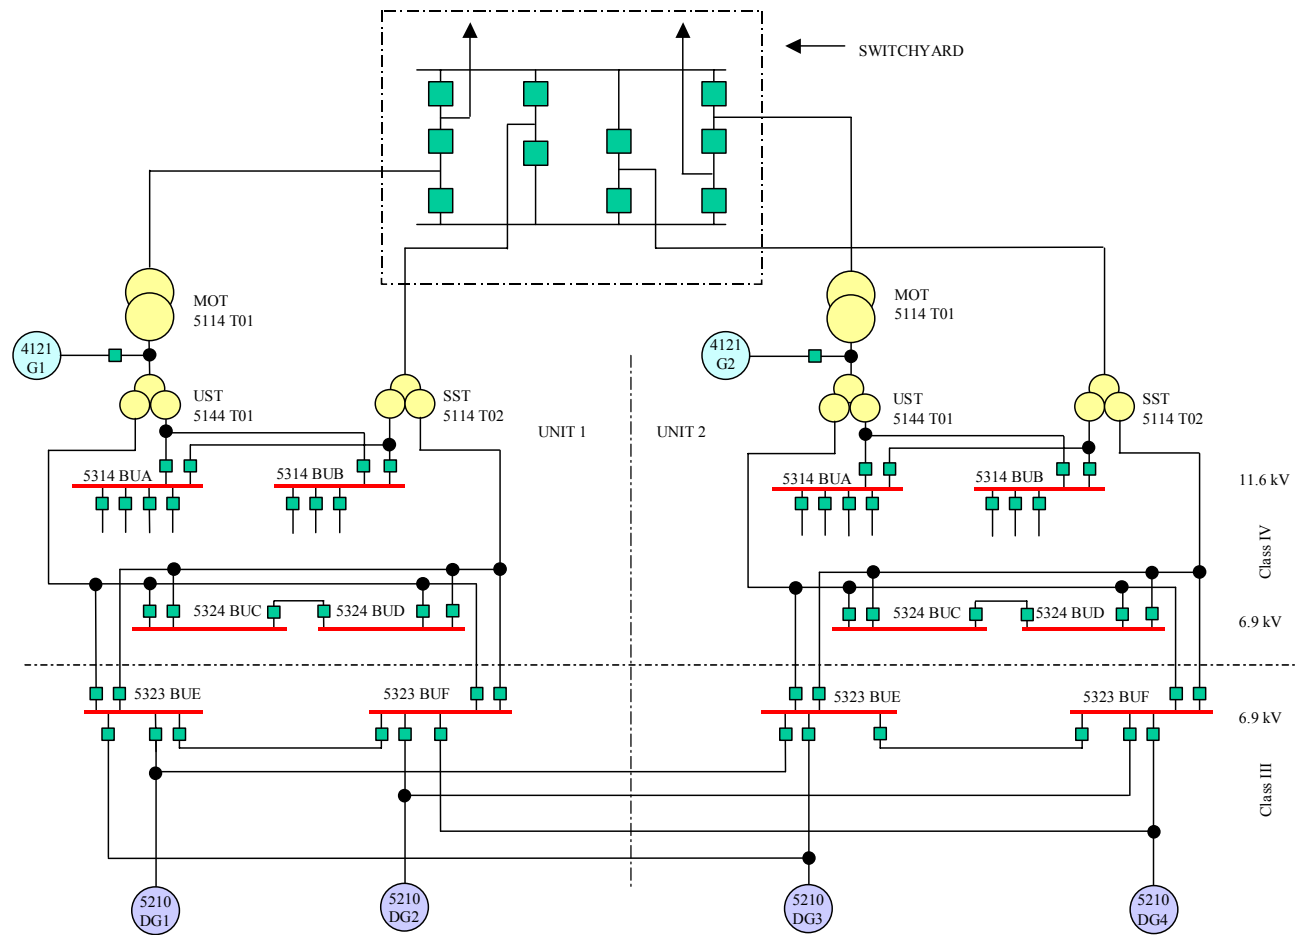 SWITCHYARD
MOT
5114 T01
MOT
5114 T01
4121
G1
4121
G2
UST
5144 T01
SST
5114 T02
UST
5144 T01
SST
5114 T02
UNIT 1
UNIT 2
5314 BUA
5314 BUB
5314 BUA
5314 BUB
11.6 kV
Class IV
5324 BUC
5324 BUD
5324 BUC
5324 BUD
6.9 kV
5323 BUE
5323 BUF
5323 BUE
5323 BUF
6.9 kV
Class III
5210
DG1
5210
DG2
5210
DG3
5210
DG4